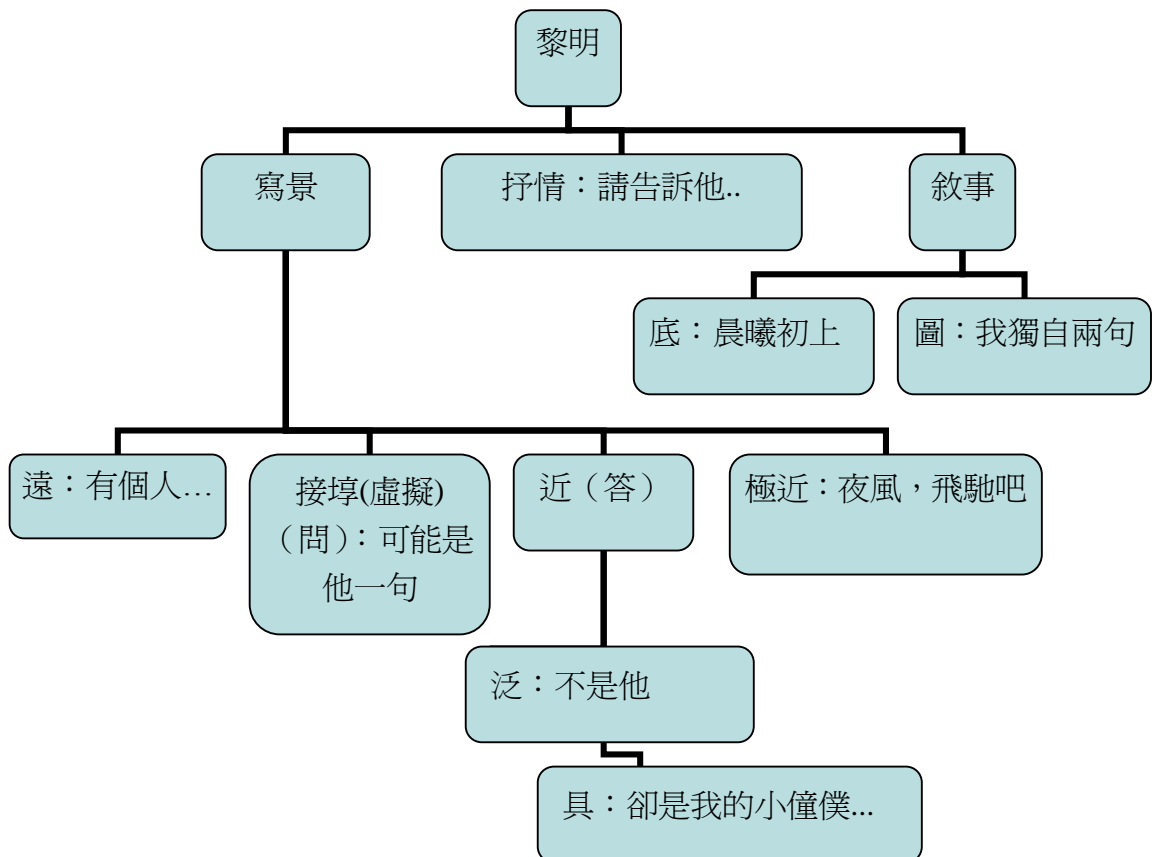 黎明
寫景
抒情：請告訴他..
敘事
底：晨曦初上
圖：我獨自兩句
遠：有個人…
接埻(虛擬)
（問）：可能是
他一句
近（答）
極近：夜風，飛馳吧
泛：不是他
具：卻是我的小僮僕...